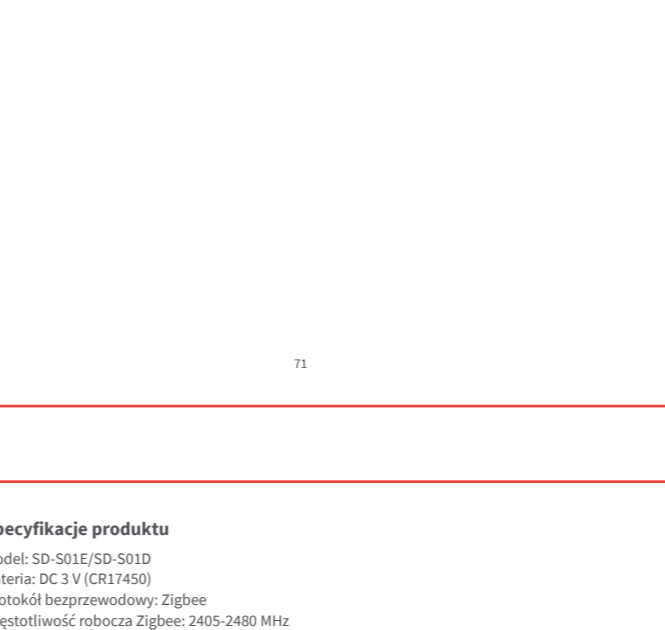 71
pecyfikacje produktu
odel: SD-S01E/SD-S01D
teria: DC 3 V (CR17450)
otokół bezprzewodowy: Zigbee
ęstotliwość robocza Zigbee: 2405-2480 MHz